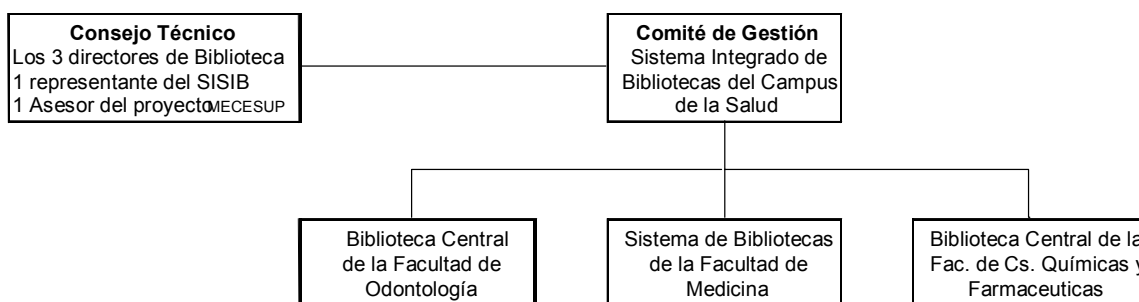 Consejo Técnico
Los 3 directores de Biblioteca
1 representante del SISIB
1 Asesor del proyectoMECESUP
Comité de Gestión
Sistema Integrado de
Bibliotecas del Campus
de la Salud
Biblioteca Central
de la Facultad de
Odontología
Sistema de Bibliotecas
de la Facultad de
Medicina
Biblioteca Central de la
Fac. de Cs. Químicas y
Farmaceuticas